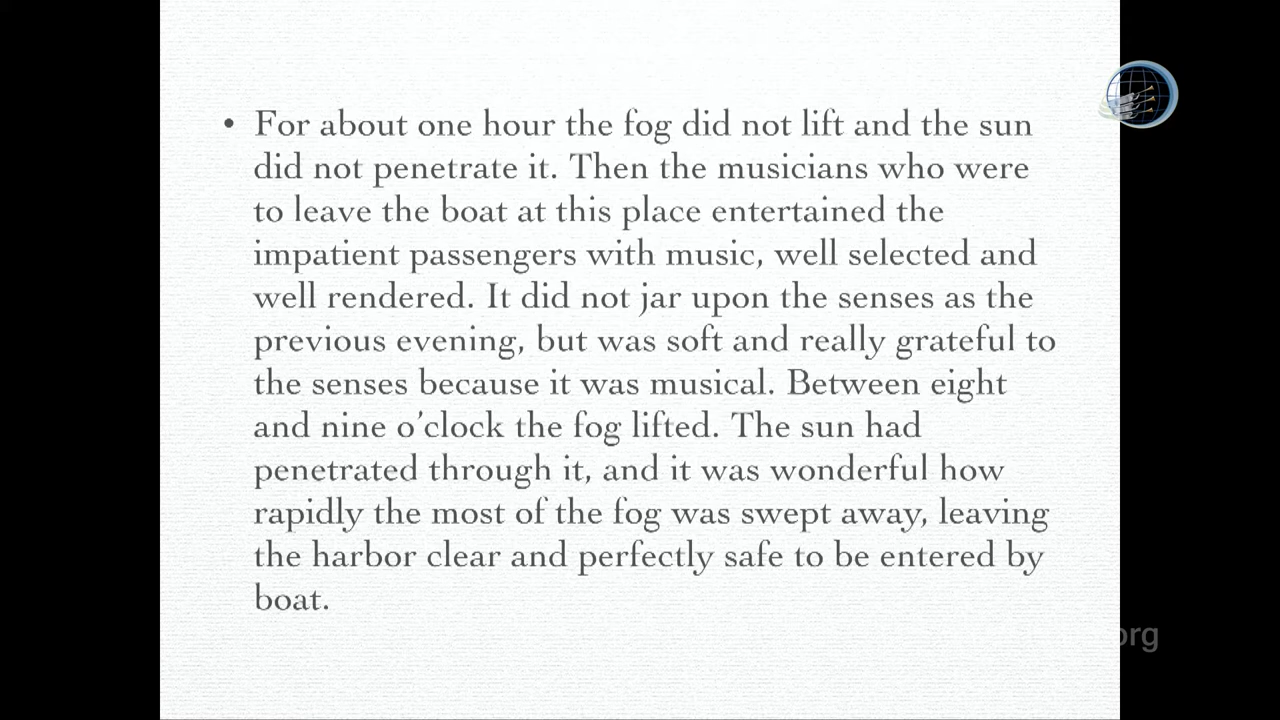 • For about one hour the fog did not lift and the sun
did not penetrate it. Then the musicians who were
to leave the boat at this place entertained the
impatient passengers with music, well selected and
well rendered. It did not jar upon the senses as the
previous evening, but was soft and really grateful to
the senses because it was musical. Between eight
and nine o’clock the fog lifted. The sun had
penetrated through it, and it was wonderful how
rapidly the most of the fog was swept away, leaving
the harbor clear and perfectly safe to be entered by
boat.
org